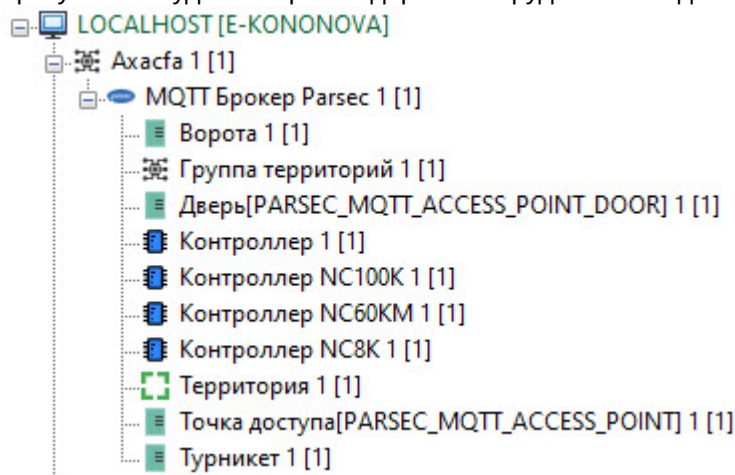 LOCALHOST [E-KONONOVA]
Axacfa 1 [1]
MQTT Брокер Parsec 1 [1]
Ворота 1 [1]
Группа территорий 1 [1]
Дверь[PARSEC_MQTT_ACCESS_POINT_DOOR] 1 [1]
Контроллер 1 [1]
Контроллер NC100K 1 [1]
Контроллер NC60KM 1 [1]
Контроллер NC8K 1 [1]
Территория 1 [1]
Точка доступа[PARSEC_MQTT_ACCESS_POINT] 1 [1]
Турникет 1 [1]